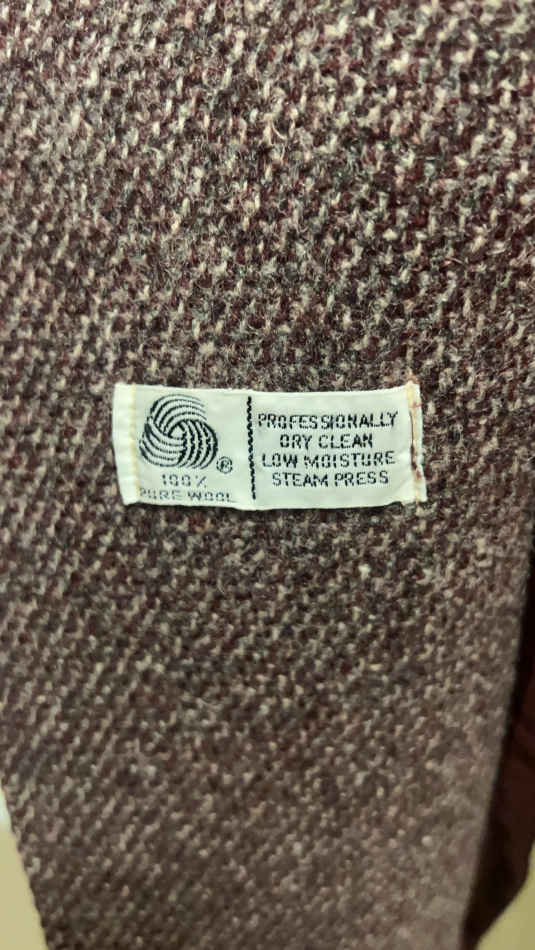 ®
100%
PURE WOOL
PROFESSIONALLY
DRY CLEAN
LOW MOISTURE
STEAM PRESS